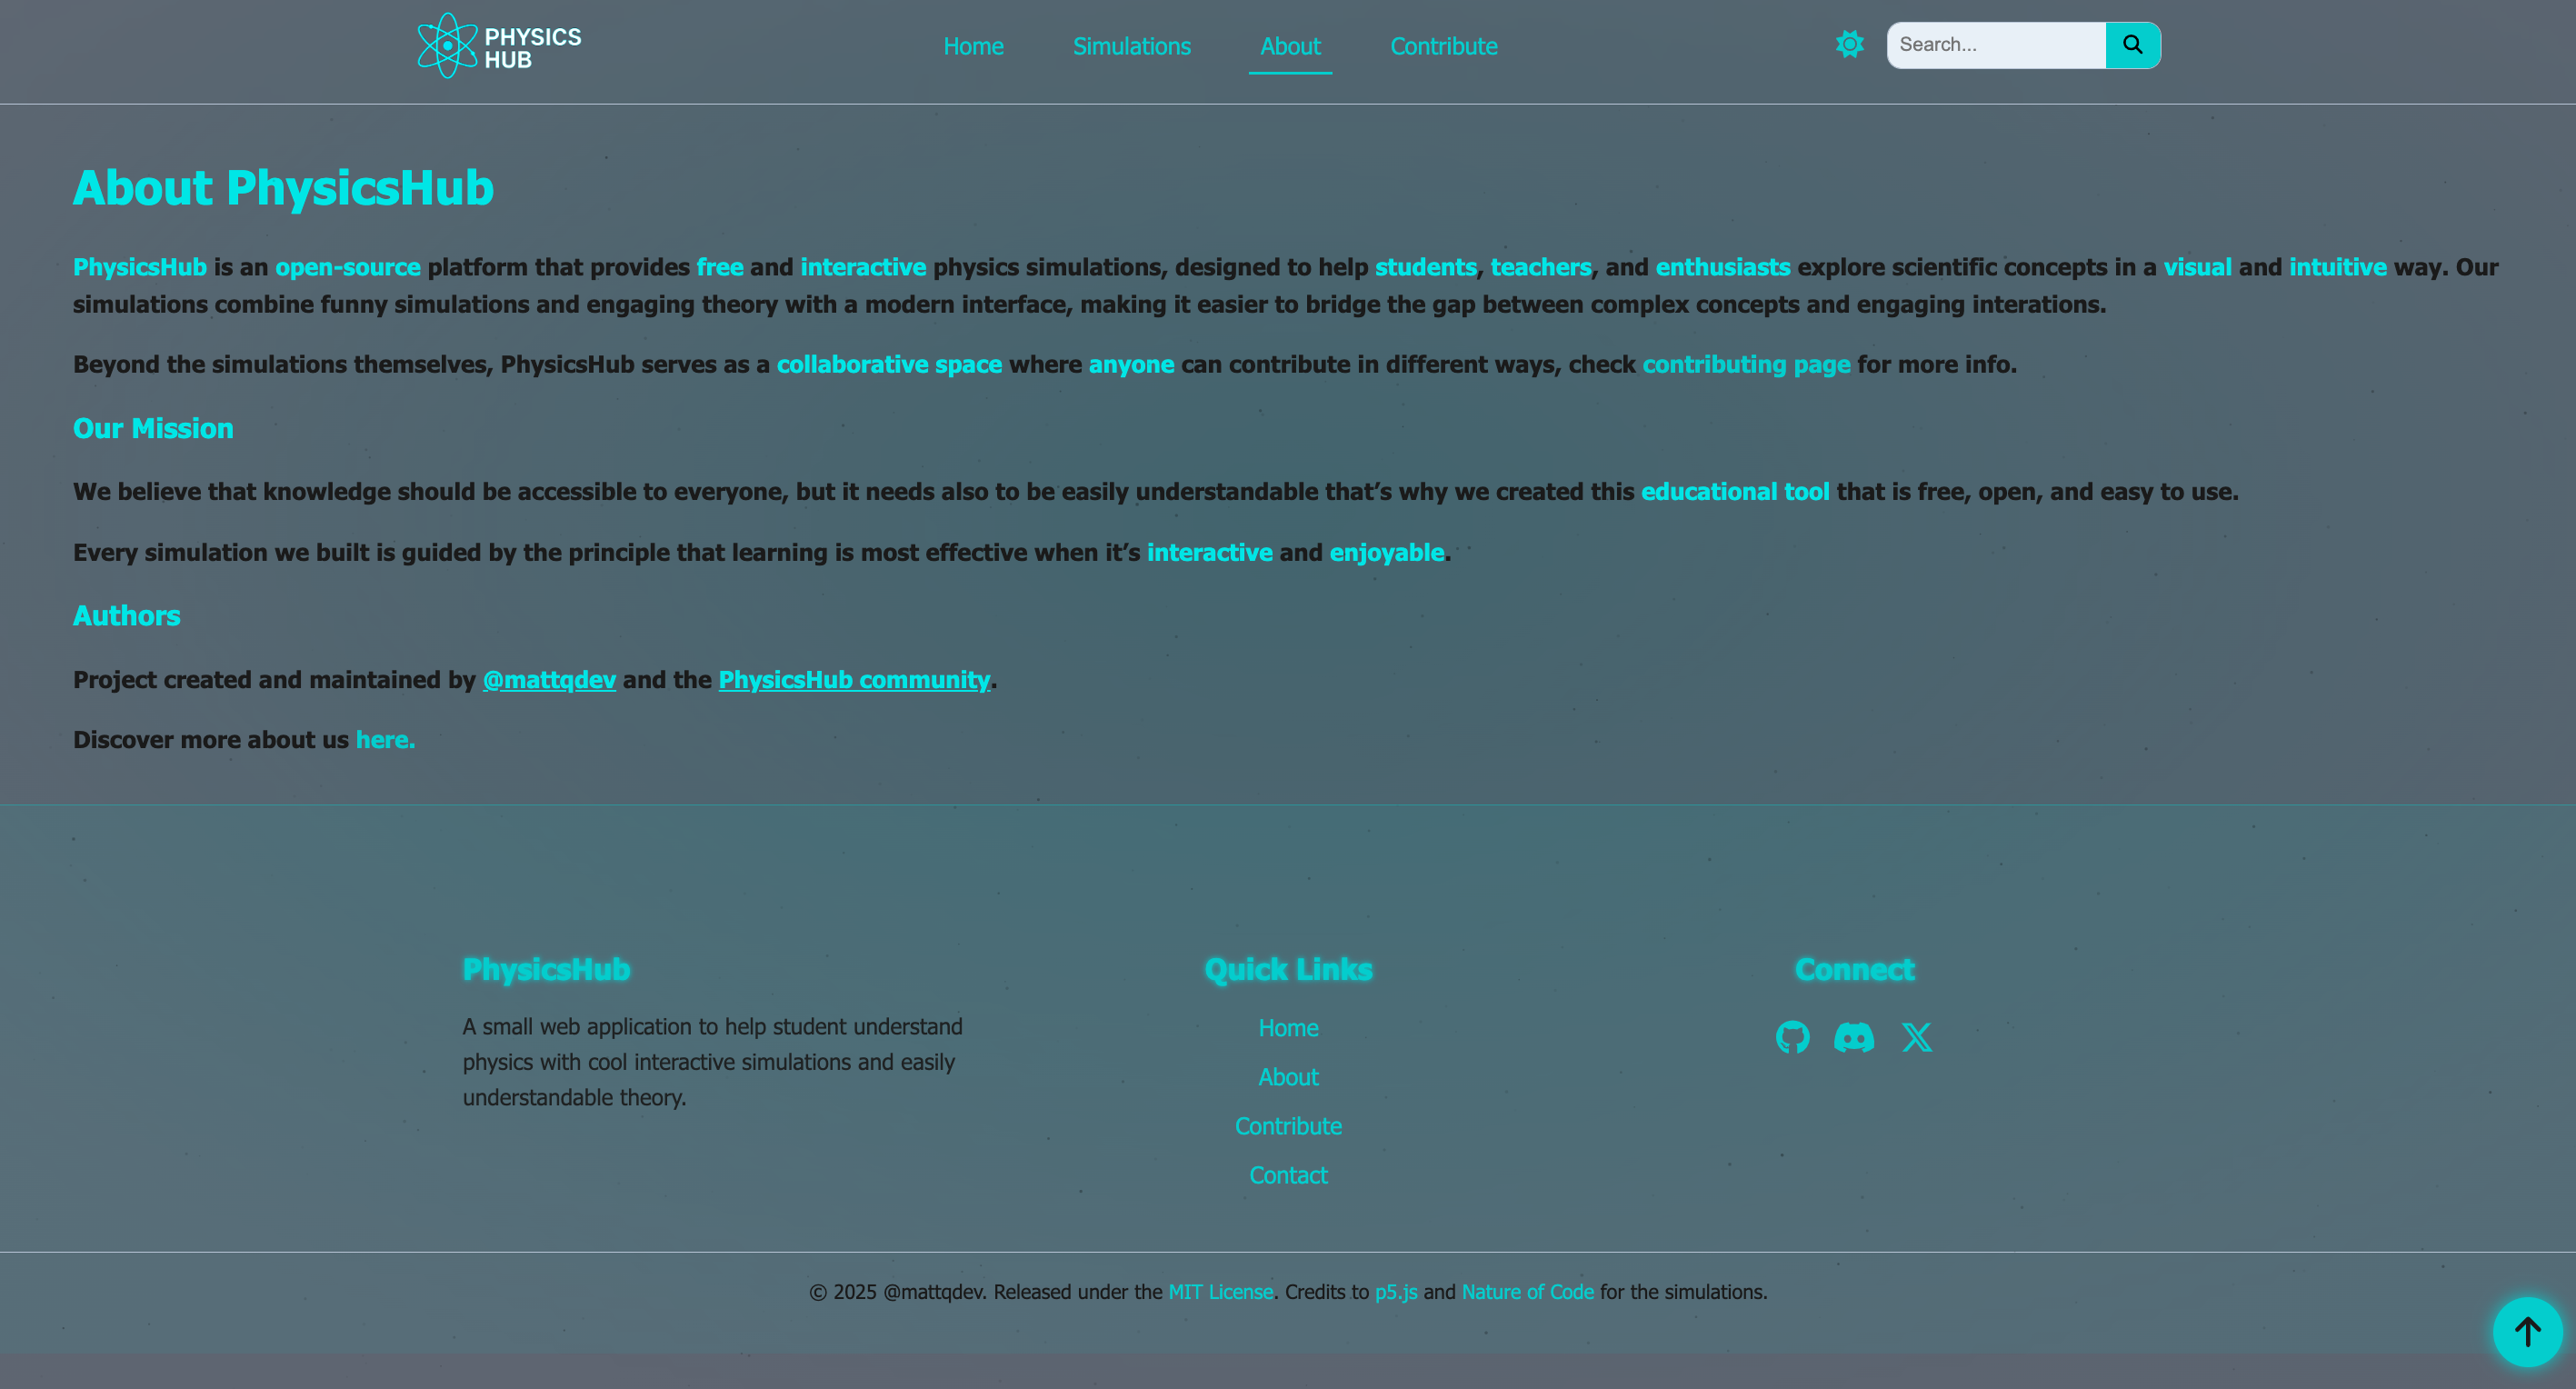 PHYSICS
HUB
Home
Simulations
About
Contribute
Search...
About PhysicsHub
PhysicsHub is an open-source platform that provides free and interactive physics simulations, designed to help students, teachers, and enthusiasts explore scientific concepts in a visual and intuitive way. Our
simulations combine funny simulations and engaging theory with a modern interface, making it easier to bridge the gap between complex concepts and engaging interations.
Beyond the simulations themselves, PhysicsHub serves as a collaborative space where anyone can contribute in different ways, check contributing page for more info.
Our Mission
We believe that knowledge should be accessible to everyone, but it needs also to be easily understandable that’s why we created this educational tool that is free, open, and easy to use.
Every simulation we built is guided by the principle that learning is most effective when it’s interactive and enjoyable.
Authors
Project created and maintained by @mattqdev and the PhysicsHub community.
Discover more about us here.
PhysicsHub
A small web application to help student understand
physics with cool interactive simulations and easily
understandable theory.
Quick Links
Home
About
Contribute
Contact
Connect
© 2025 @mattqdev. Released under the MIT License. Credits to p5.js and Nature of Code for the simulations.